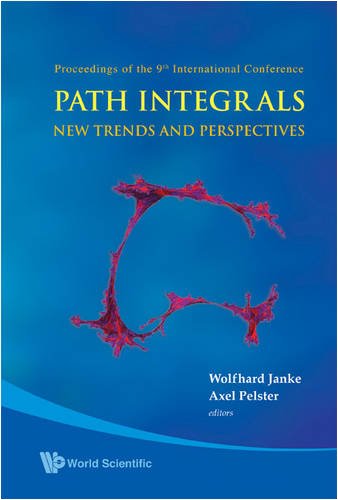 Proceedings of the 9th International Conference
PATH INTEGRALS
NEW TRENDS AND PERSPECTIVES
Wolfhard Janke
Axel Pelster
editors
World Scientific